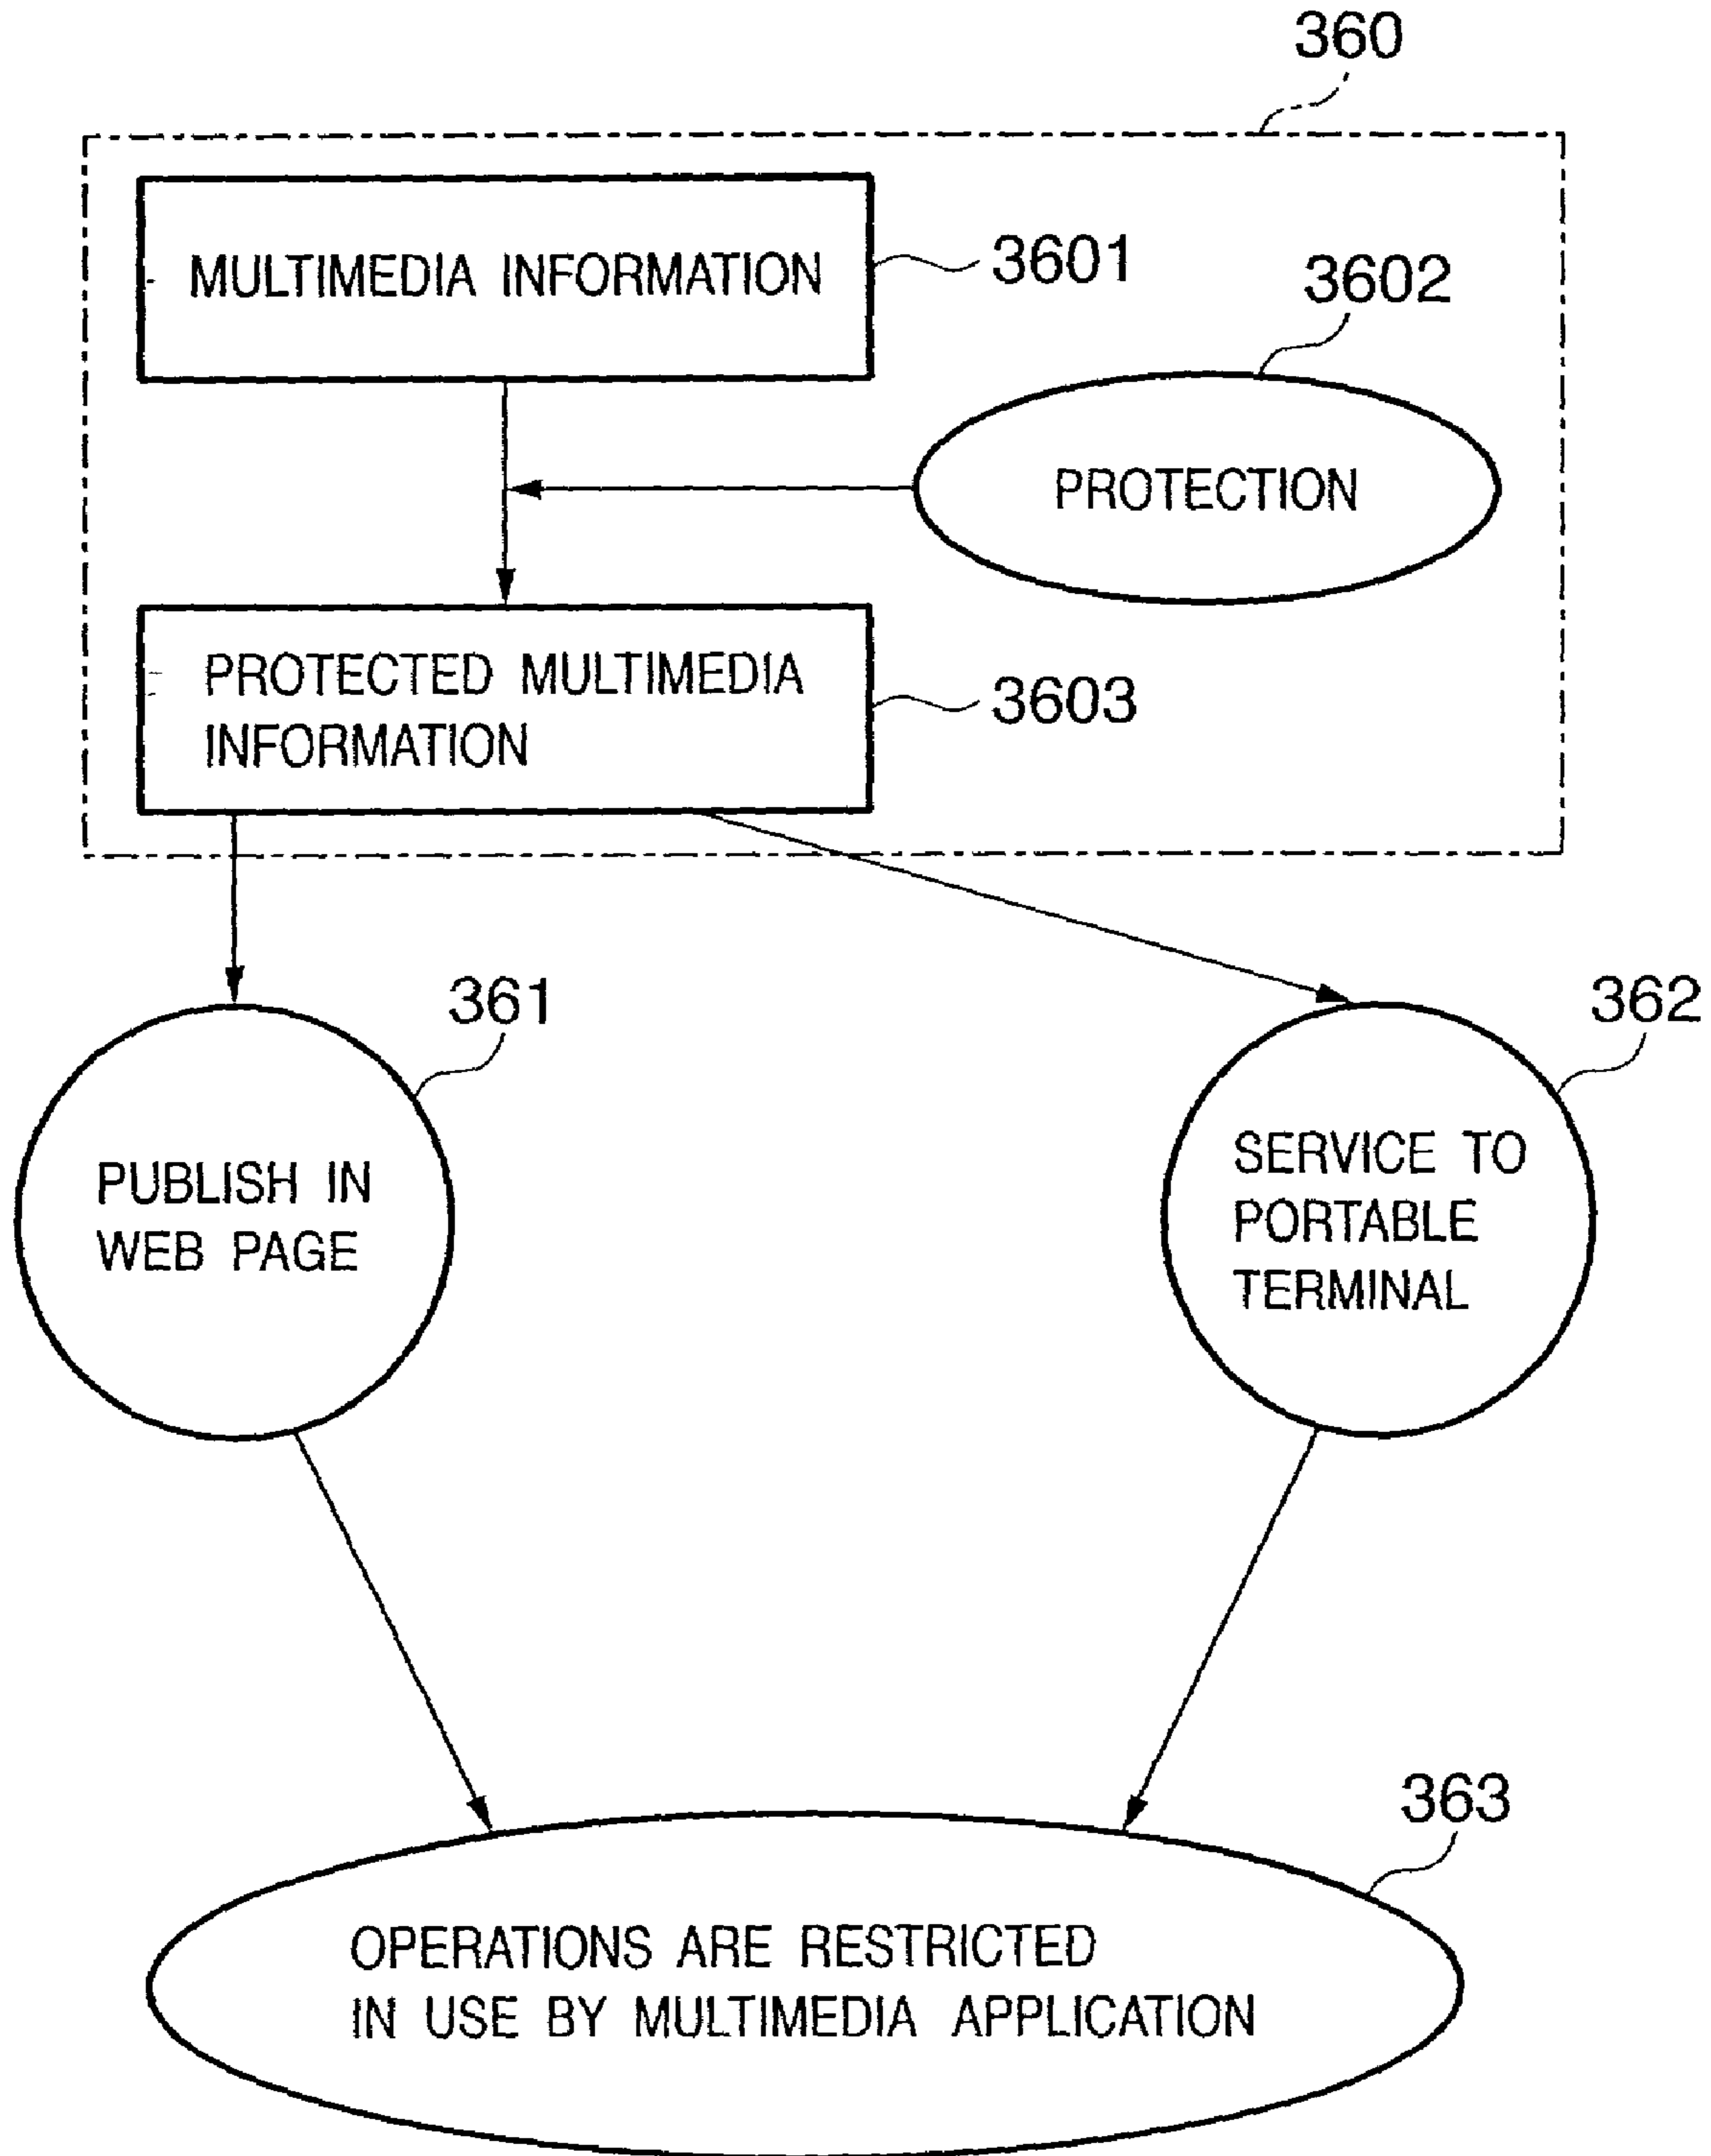 360
MULTIMEDIA INFORMATION
3601
3602
PROTECTION
PROTECTED MULTIMEDIA
INFORMATION
3603
361
362
PUBLISH IN
WEB PAGE
SERVICE TO
PORTABLE
TERMINAL
363
OPERATIONS ARE RESTRICTED
IN USE BY MULTIMEDIA APPLICATION